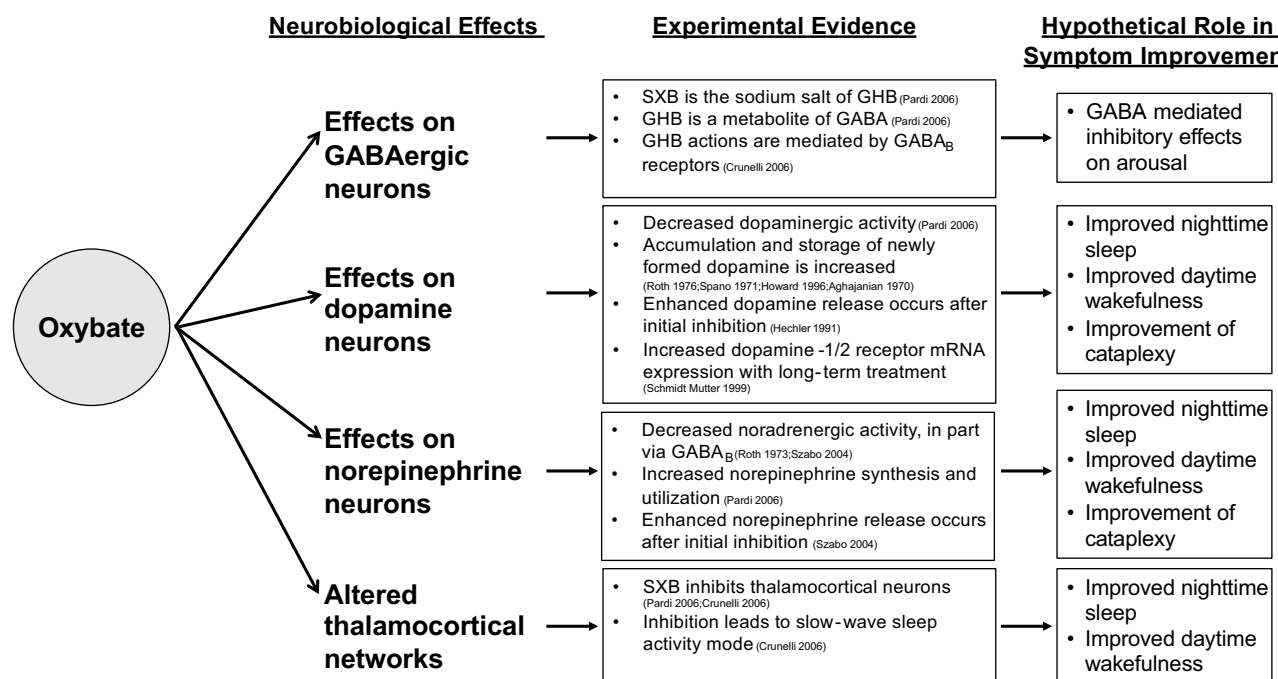 Neurobiological Effects
Experimental Evidence
Hypothetical Role in
Symptom Improvemen
Oxybate
Effects on
GABAergic
neurons
• SXB is the sodium salt of GHB (Pardi 2006)
• GHB is a metabolite of GABA (Pardi 2006)
• GHB actions are mediated by GABAB
receptors (Crunelli 2006)
• GABA mediated
inhibitory effects
on arousal
Effects on
dopamine
neurons
• Decreased dopaminergic activity (Pardi 2006)
• Accumulation and storage of newly
formed dopamine is increased
(Roth 1976;Spano 1971;Howard 1996;Aghajanian 1970)
• Enhanced dopamine release occurs after
initial inhibition (Hechler 1991)
• Increased dopamine -1/2 receptor mRNA
expression with long-term treatment
(Schmidt Mutter 1999)
• Improved nighttime
sleep
• Improved daytime
wakefulness
• Improvement of
cataplexy
Effects on
norepinephrine
neurons
• Decreased noradrenergic activity, in part
via GABAB (Roth 1973;Szabo 2004)
• Increased norepinephrine synthesis and
utilization (Pardi 2006)
• Enhanced norepinephrine release occurs
after initial inhibition (Szabo 2004)
• Improved nighttime
sleep
• Improved daytime
wakefulness
• Improvement of
cataplexy
Altered
thalamocortical
networks
• SXB inhibits thalamocortical neurons
(Pardi 2006;Crunelli 2006)
• Inhibition leads to slow-wave sleep
activity mode (Crunelli 2006)
• Improved nighttime
sleep
• Improved daytime
wakefulness